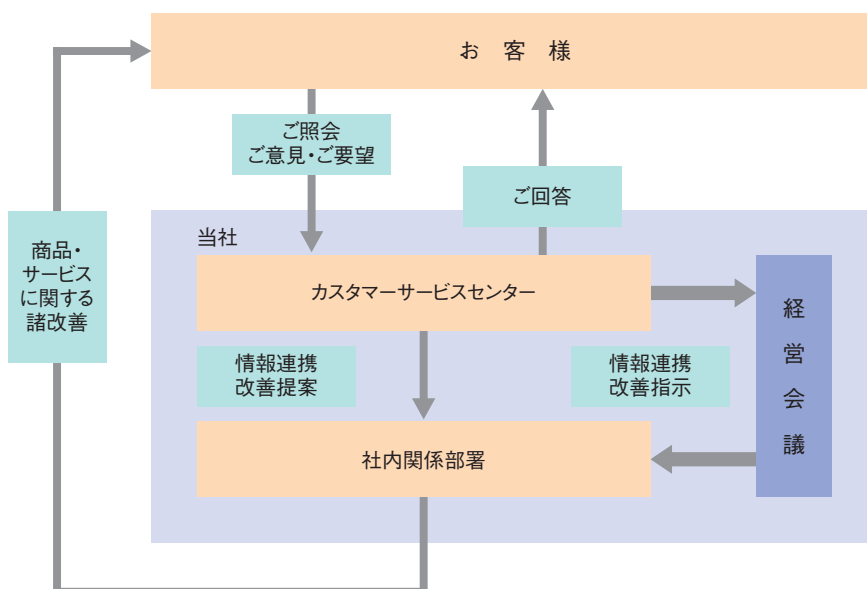 お客様
ご照会
ご意見・ご要望
ご回答
当社
商品・
サービス
に関する
諸改善
カスタマーサービスセンター
経営会議
情報連携
改善提案
情報連携
改善指示
社内関係部署